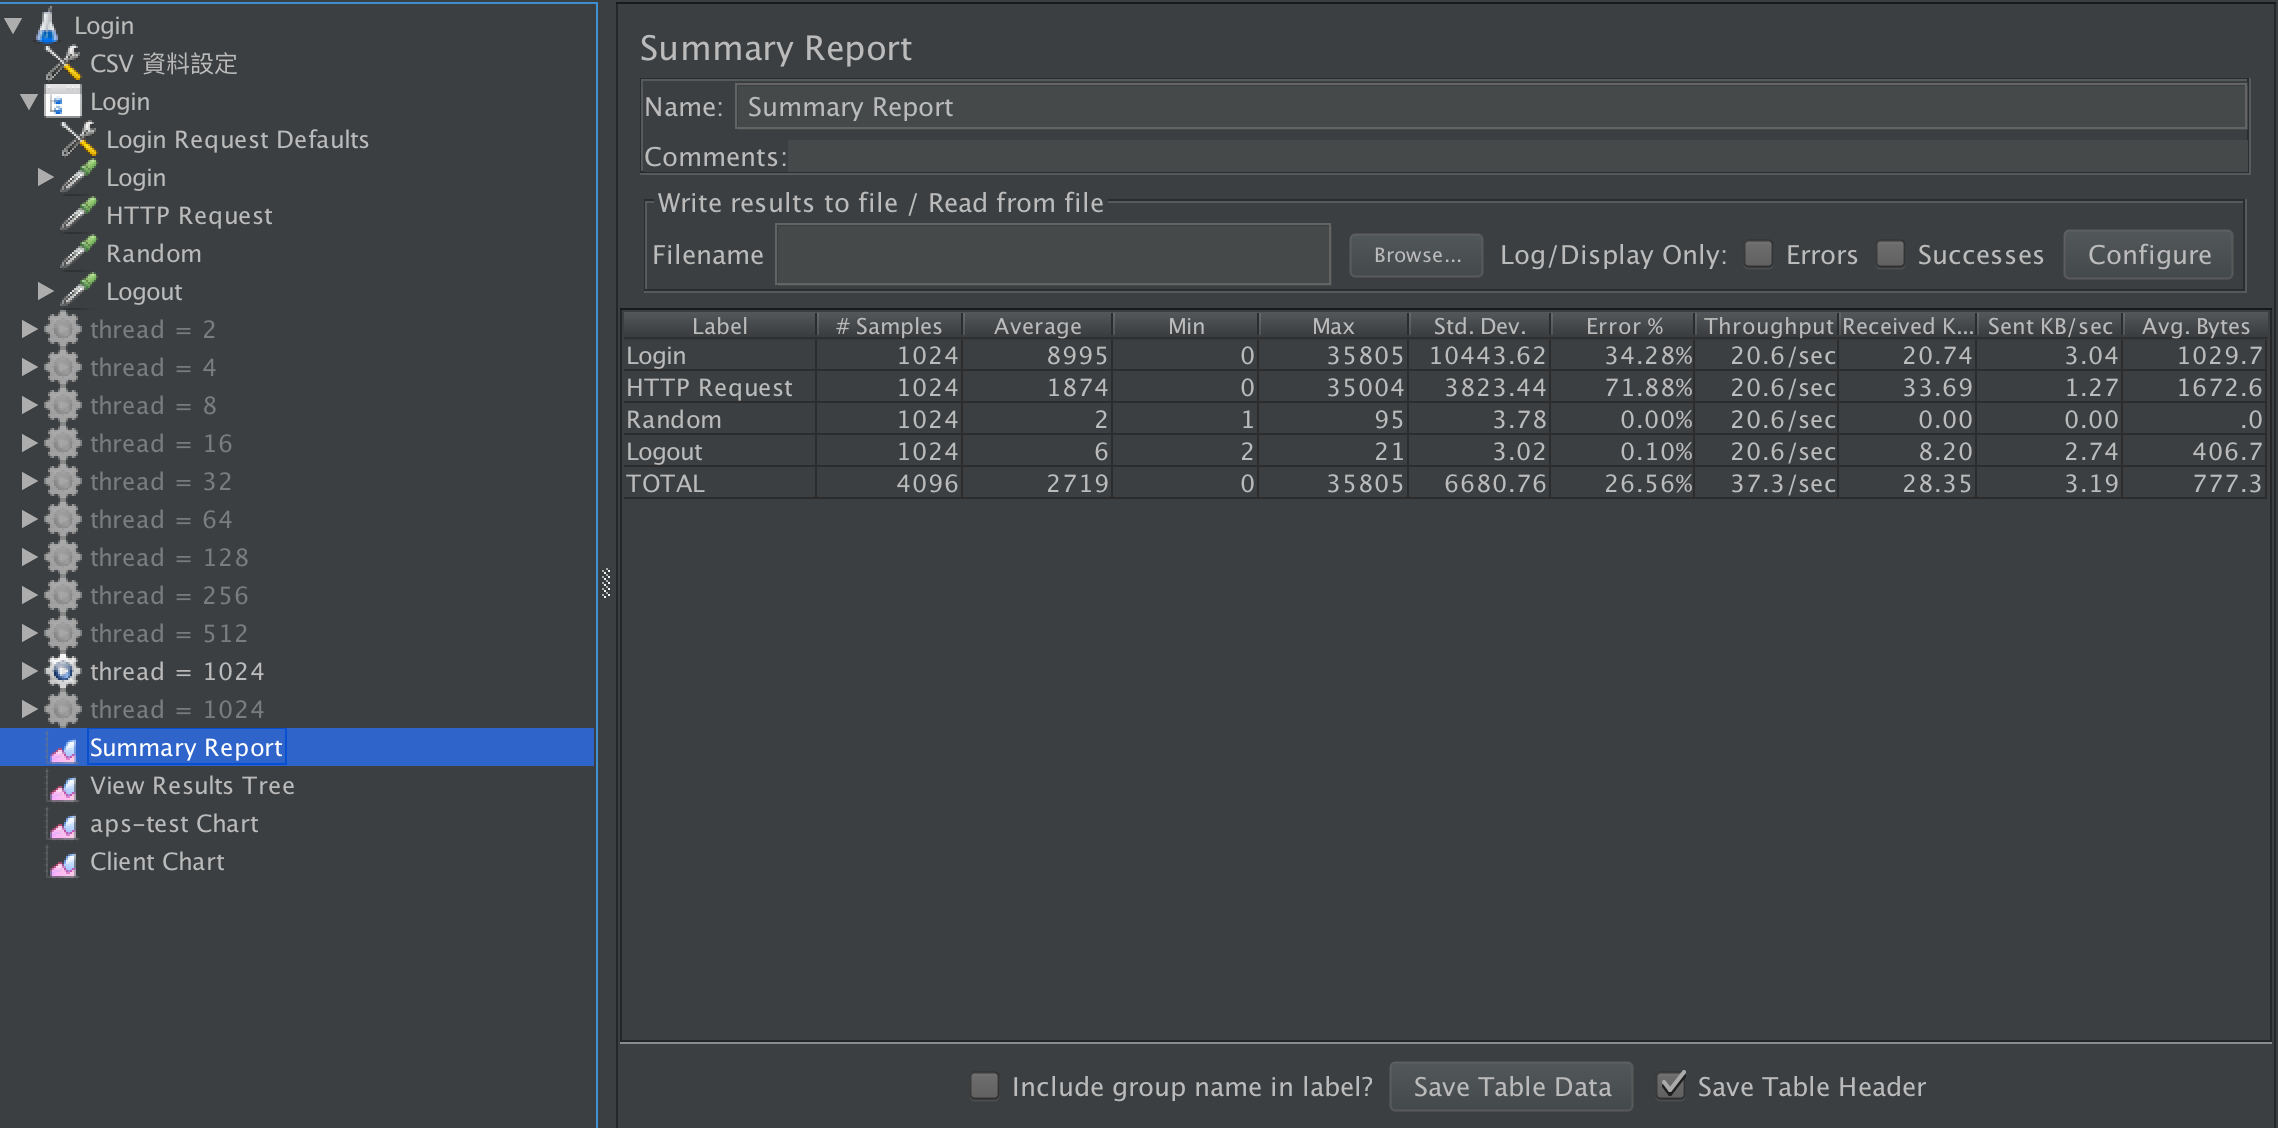 Login
CSV 資料設定
Login
Login Request Defaults
Login
HTTP Request
Random
Logout
thread = 2
thread = 4
thread = 8
thread = 16
thread = 32
thread = 64
thread = 128
thread = 256
thread = 512
thread = 1024
thread = 1024
Summary Report
View Results Tree
aps-test Chart
Client Chart
Summary Report
Name: Summary Report
Comments:
Write results to file / Read from file
Filename Browse... Log/Display Only: Errors Successes Configure
Label # Samples Average Min Max Std. Dev. Error % Throughput Received K... Sent KB/sec Avg. Bytes
Login 1024 8995 0 35805 10443.62 34.28% 20.6/sec 20.74 3.04 1029.7
HTTP Request 1024 1874 0 35004 3823.44 71.88% 20.6/sec 33.69 1.27 1672.6
Random 1024 2 1 95 3.78 0.00% 20.6/sec 0.00 0.00 .0
Logout 1024 6 2 21 3.02 0.10% 20.6/sec 8.20 2.74 406.7
TOTAL 4096 2719 0 35805 6680.76 26.56% 37.3/sec 28.35 3.19 777.3
Include group name in label? Save Table Data Save Table Header